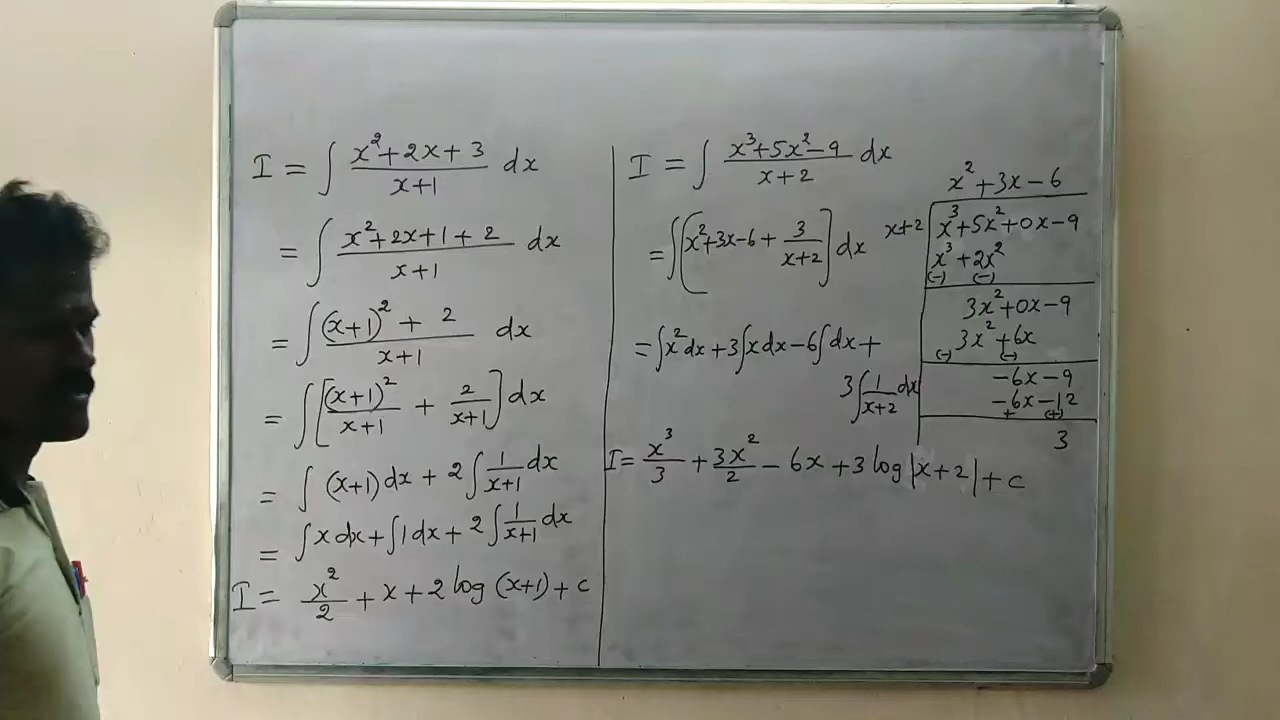 I = ∫ (x²+2x+3)/(x+1) dx
= ∫ (x²+2x+1+2)/(x+1) dx
= ∫ ((x+1)² + 2)/(x+1) dx
= ∫ [(x+1)²/(x+1) + 2/(x+1)] dx
= ∫ (x+1) dx + 2 ∫ 1/(x+1) dx
= ∫ x dx + ∫ 1 dx + 2 ∫ 1/(x+1) dx
I = x²/2 + x + 2 log (x+1) + c
I = ∫ (x³+5x²-9)/(x+2) dx
= ∫ [x²+3x-6 + 3/(x+2)] dx
= ∫ x² dx + 3∫ x dx - 6∫ dx +
3∫ 1/(x+2) dx
I = x³/3 + 3x²/2 - 6x + 3 log |x+2| + c
x²+3x-6
x+2 x³+5x²+0x-9
x³+2x²
(-) (-)
3x²+0x-9
3x²+6x
(-) (-)
-6x-9
-6x-12
+ (+)
3